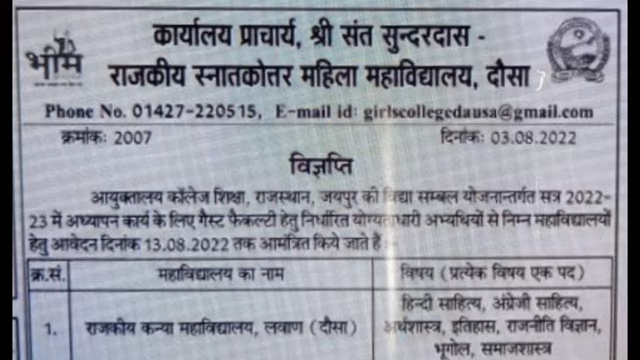 भीम
कार्यालय प्राचार्य, श्री संत सुन्दरदास -
राजकीय स्नातकोत्तर महिला महाविद्यालय, दौसा
Phone No. 01427-220515, E-mail id: girlscollegedausa@gmail.com
क्रमांकः 2007 दिनांकः 03.08.2022
विज्ञप्ति
आयुक्तालय कॉलेज शिक्षा, राजस्थान, जयपुर की विद्या सम्बल योजनान्तर्गत सत्र 2022-
23 में अध्यापन कार्य के लिए गैस्ट फैकल्टी हेतु निर्धारित योग्यताधारी अभ्यर्थियों से निम्न महाविद्यालयों
हेतु आवेदन दिनांक 13.08.2022 तक आमंत्रित किये जाते हैं :-
क्र.सं. महाविद्यालय का नाम विषय (प्रत्येक विषय एक पद)
1. राजकीय कन्या महाविद्यालय, लवाण (दौसा) हिन्दी साहित्य, अंग्रेजी साहित्य,
अर्थशास्त्र, इतिहास, राजनीति विज्ञान,
भूगोल, समाजशास्त्र